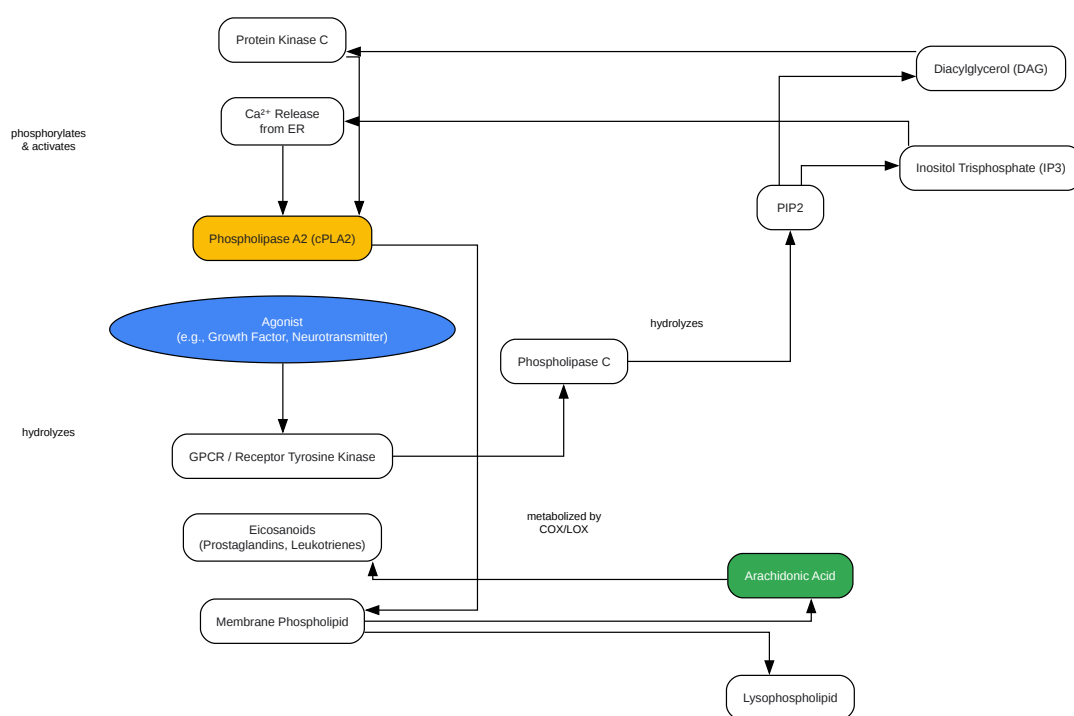 Protein Kinase C
Diacylglycerol (DAG)
Ca²⁺ Release
from ER
phosphorylates
& activates
Inositol Trisphosphate (IP3)
PIP2
Phospholipase A2 (cPLA2)
Agonist
(e.g., Growth Factor, Neurotransmitter)
hydrolyzes
Phospholipase C
hydrolyzes
GPCR / Receptor Tyrosine Kinase
Eicosanoids
(Prostaglandins, Leukotrienes)
metabolized by
COX/LOX
Arachidonic Acid
Membrane Phospholipid
Lysophospholipid